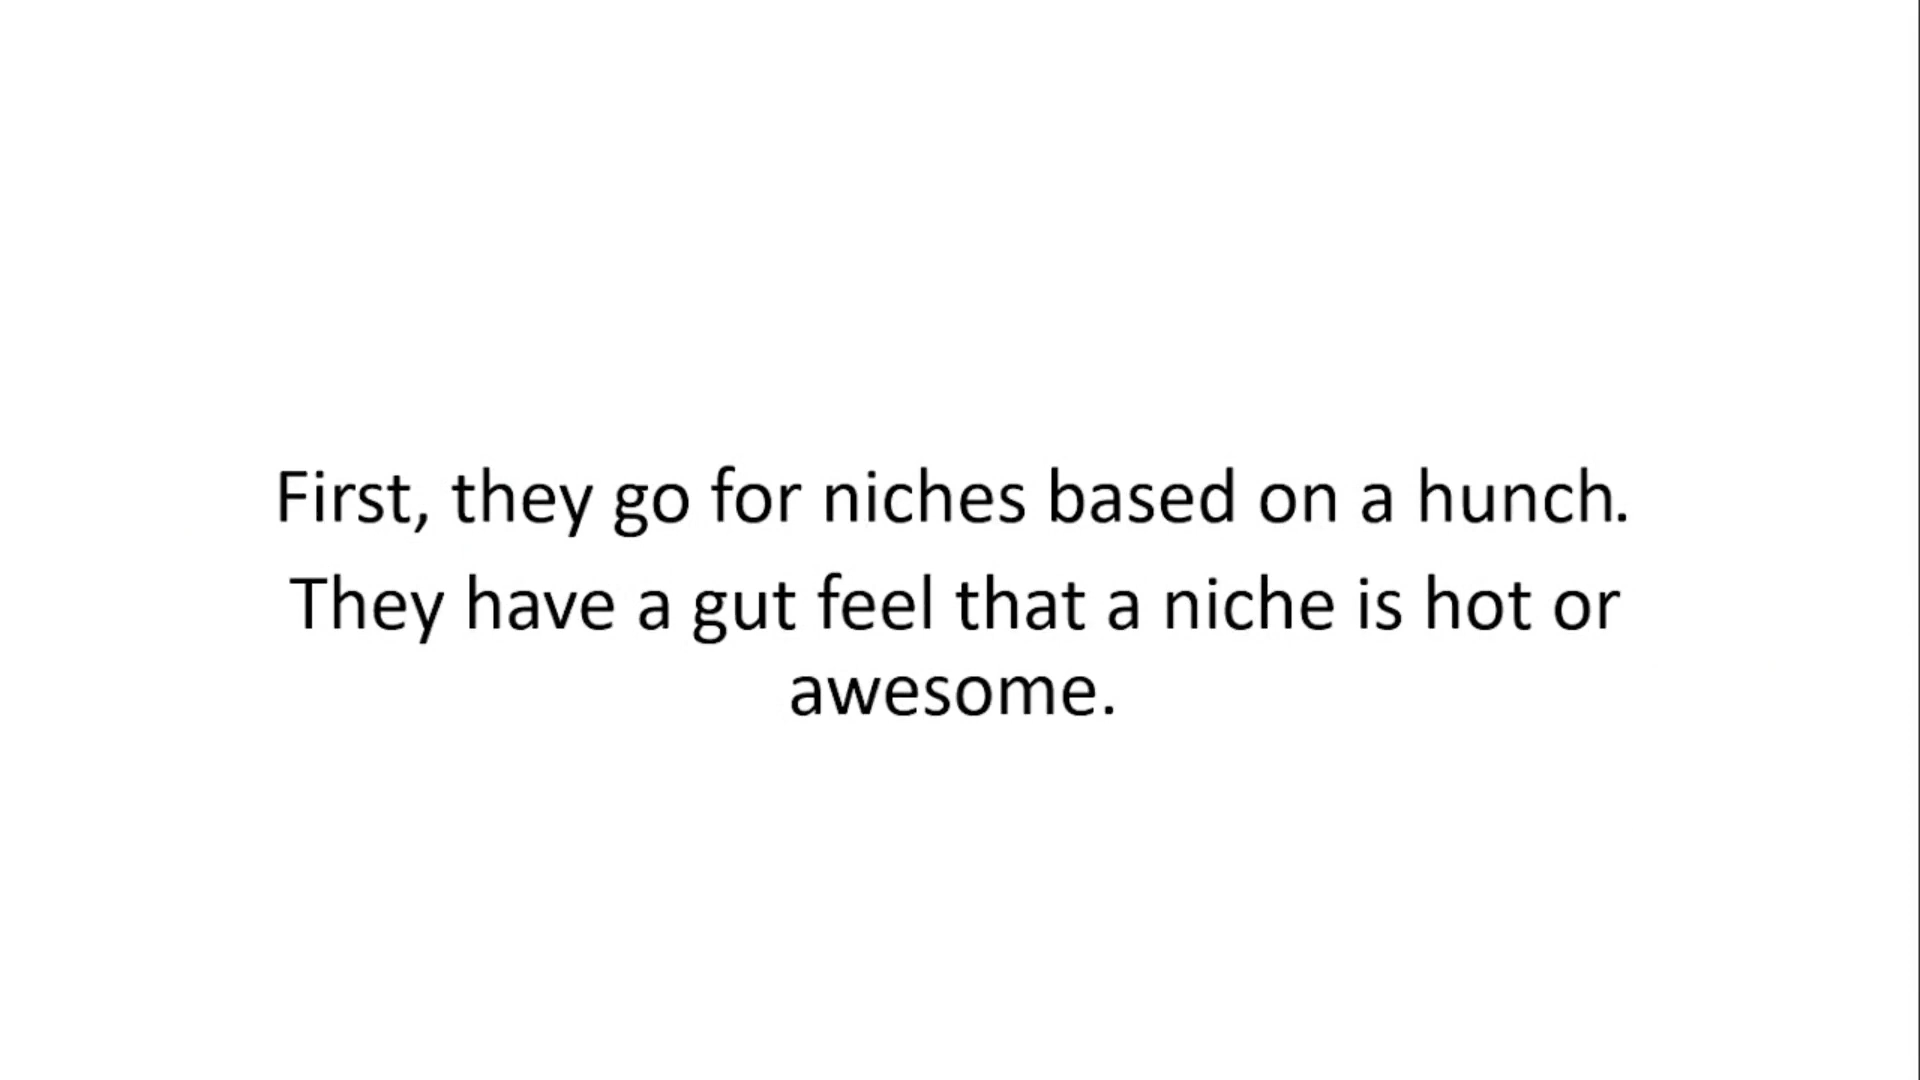 First, they go for niches based on a hunch.
They have a gut feel that a niche is hot or
awesome.